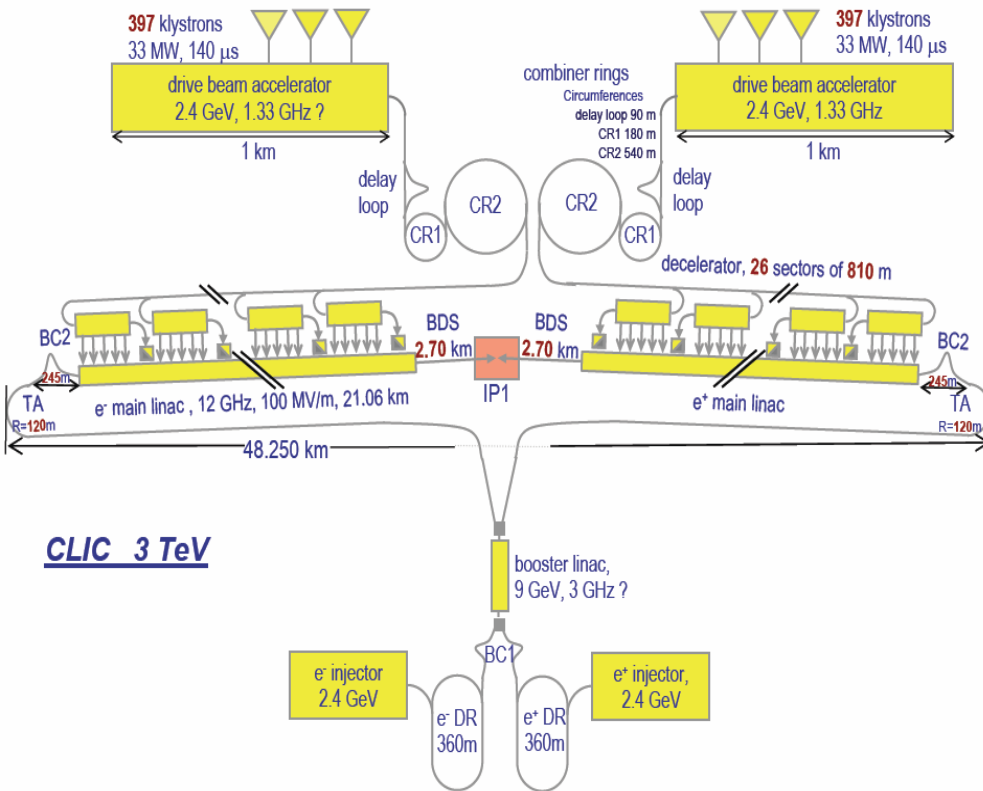 397 klystrons
33 MW, 140 μs
drive beam accelerator
2.4 GeV, 1.33 GHz ?
1 km
397 klystrons
33 MW, 140 μs
combiner rings
Circumferences
delay loop 90 m
CR1 180 m
CR2 540 m
drive beam accelerator
2.4 GeV, 1.33 GHz
1 km
delay
loop
CR1
CR2
CR2
CR1
delay
loop
decelerator, 26 sectors of 810 m
BC2
245m
TA
R=120m
BDS
2.70 km
IP1
BDS
2.70 km
BC2
245m
TA
R=120m
e- main linac , 12 GHz, 100 MV/m, 21.06 km
e+ main linac
48.250 km
CLIC 3 TeV
booster linac,
9 GeV, 3 GHz ?
BC1
e- injector
2.4 GeV
e- DR
360m
e+ DR
360m
e+ injector,
2.4 GeV